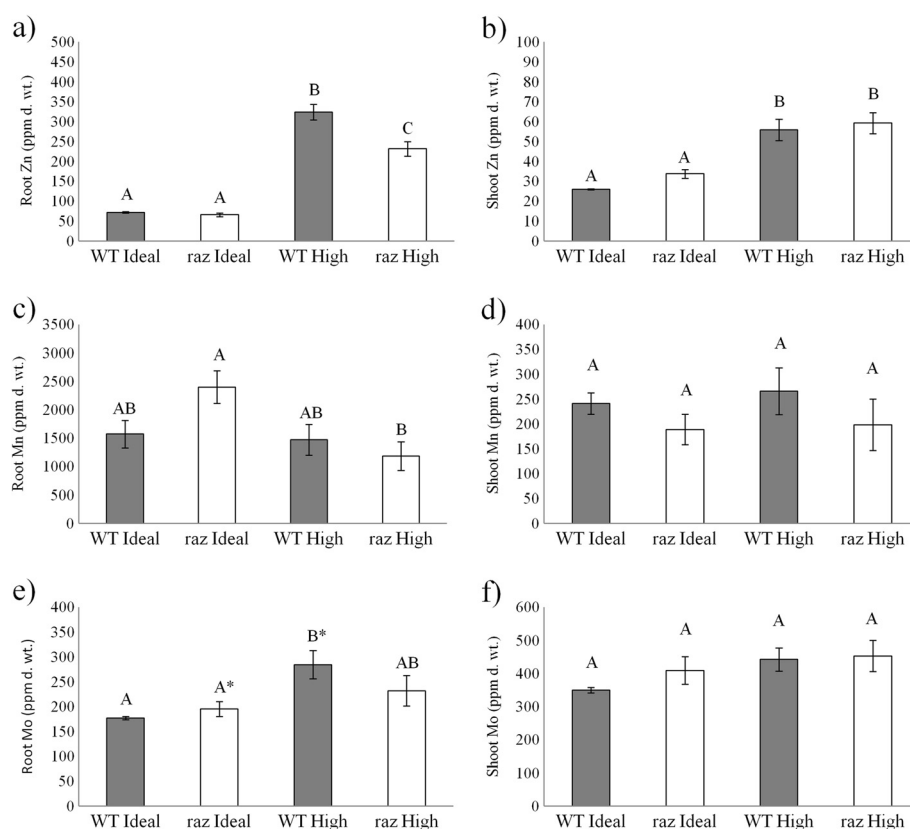 a)
Root Zn (ppm d. wt.)
500
450
400
350
300
250
200
150
100
50
0
A
A
B
C
WT Ideal
raz Ideal
WT High
raz High
b)
Shoot Zn (ppm d. wt.)
100
90
80
70
60
50
40
30
20
10
0
A
A
B
B
WT Ideal
raz Ideal
WT High
raz High
c)
Root Mn (ppm d. wt.)
3500
3000
2500
2000
1500
1000
500
0
AB
A
AB
B
WT Ideal
raz Ideal
WT High
raz High
d)
Shoot Mn (ppm d. wt.)
400
350
300
250
200
150
100
50
0
A
A
A
A
WT Ideal
raz Ideal
WT High
raz High
e)
Root Mo (ppm d. wt.)
400
350
300
250
200
150
100
50
0
A
A*
B*
AB
WT Ideal
raz Ideal
WT High
raz High
f)
Shoot Mo (ppm d. wt.)
600
500
400
300
200
100
0
A
A
A
A
WT Ideal
raz Ideal
WT High
raz High